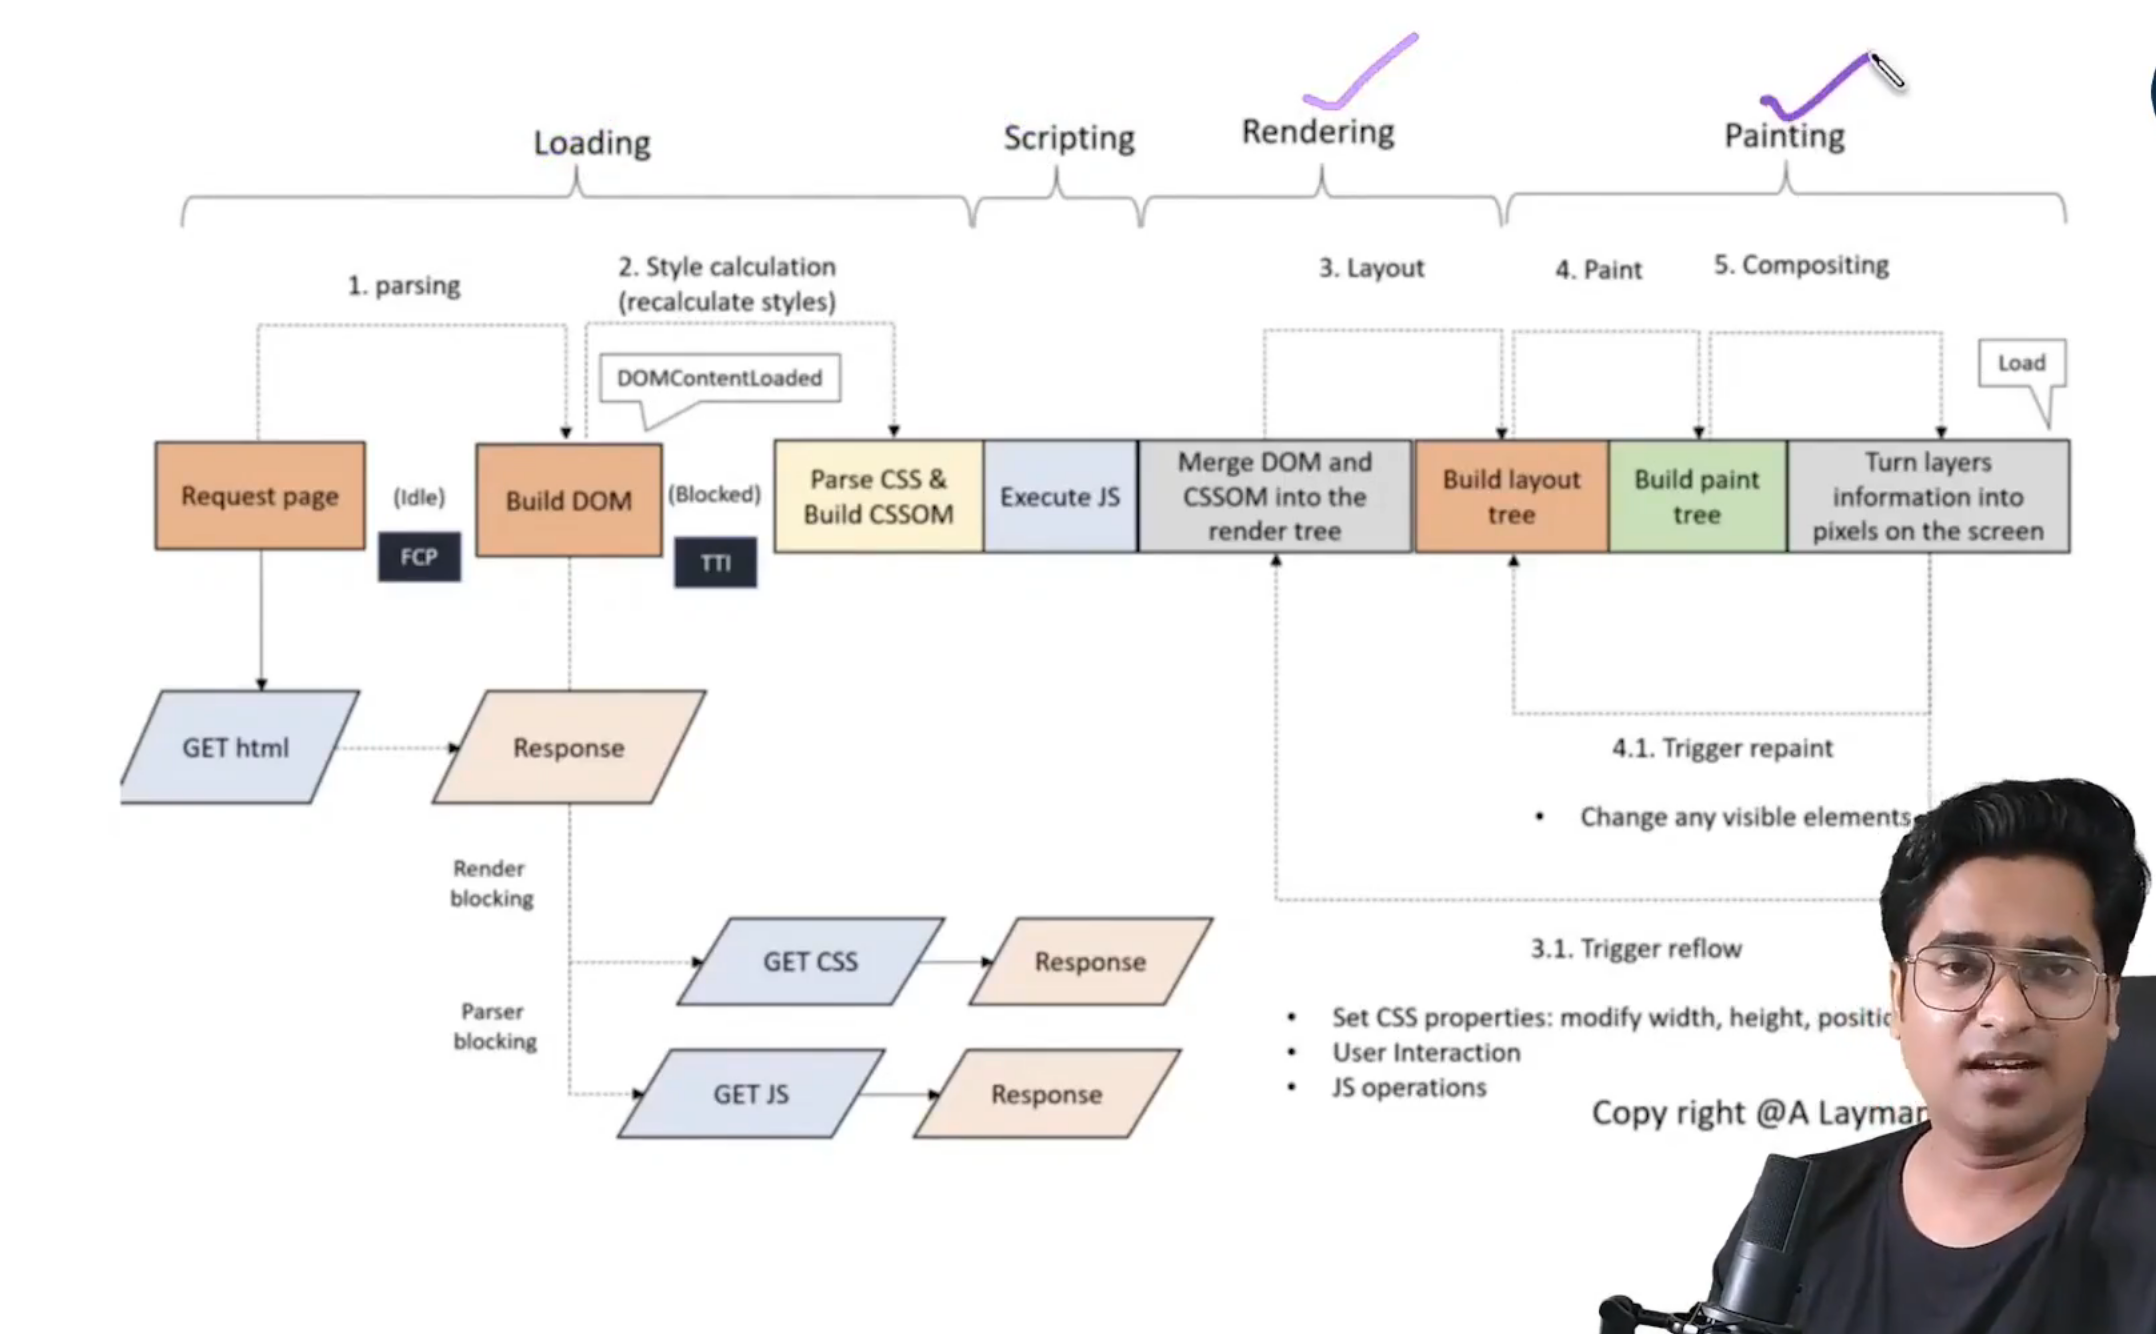 Loading
Scripting
Rendering
Painting
1. parsing
2. Style calculation
(recalculate styles)
3. Layout
4. Paint
5. Compositing
DOMContentLoaded
Load
Request page
(Idle)
FCP
Build DOM
(Blocked)
TTI
Parse CSS &
Build CSSOM
Execute JS
Merge DOM and
CSSOM into the
render tree
Build layout
tree
Build paint
tree
Turn layers
information into
pixels on the screen
GET html
Response
4.1. Trigger repaint
• Change any visible elements
Render
blocking
GET CSS
Response
Parser
blocking
GET JS
Response
3.1. Trigger reflow
• Set CSS properties: modify width, height,
• User Interaction
• JS operations
Copy right @A